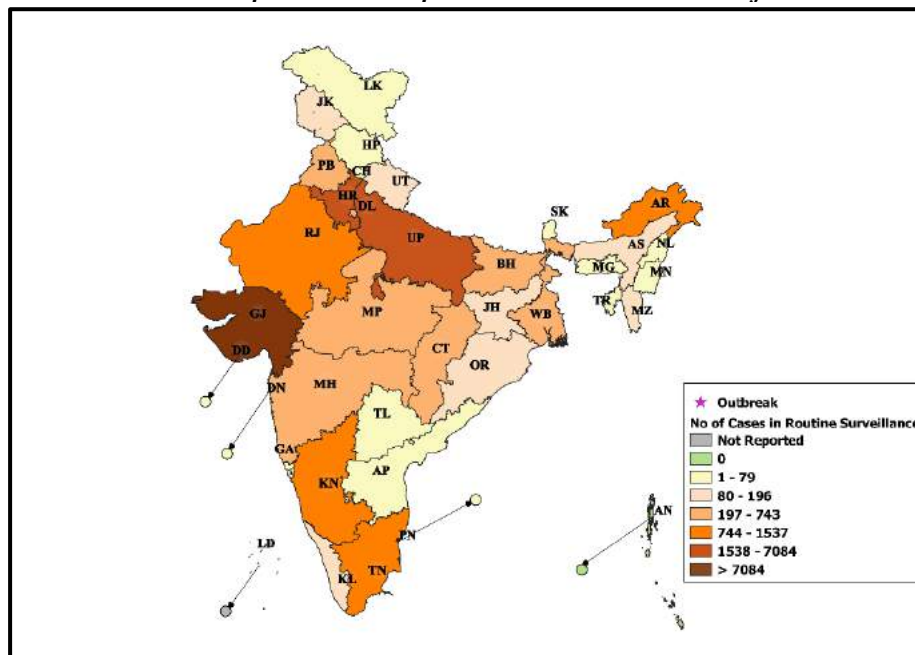 LK
JK
HP
PB
CH
UT
HR
DL
SK
AR
RJ
UP
AS
NL
BH
MG
MN
TR
MZ
GJ
MP
JH
WB
CT
DD
OR
DN
MH
TL
GA
AP
KN
AN
PN
LD
KL
TN
Outbreak
No of Cases in Routine Surveillance
Not Reported
0
1 - 79
80 - 196
197 - 743
744 - 1537
1538 - 7084
> 7084